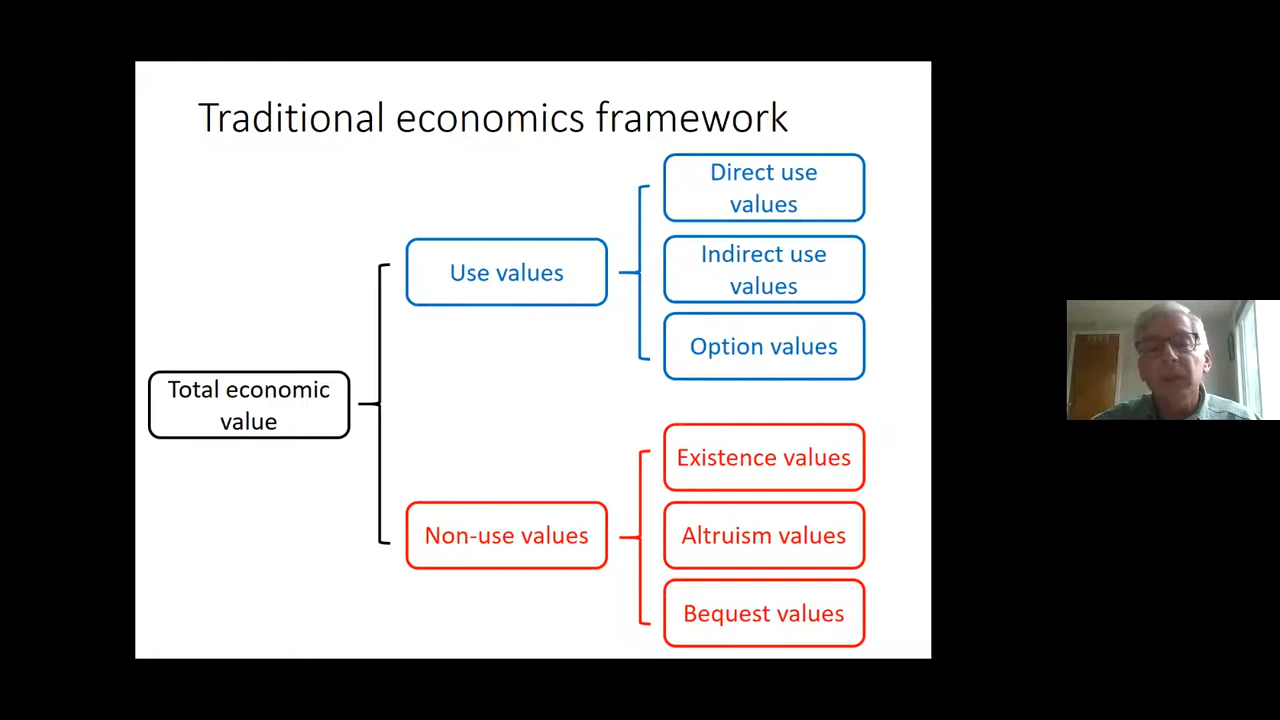 Traditional economics framework
Direct use
values
Indirect use
values
Use values
Option values
Total economic
value
Existence values
Non-use values
Altruism values
Bequest values